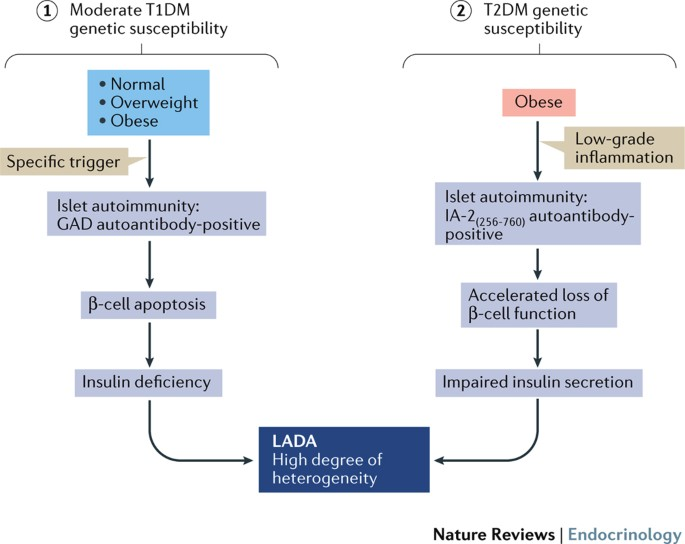 1 Moderate T1DM
genetic susceptibility
• Normal
• Overweight
• Obese
Specific trigger
Islet autoimmunity:
GAD autoantibody-positive
β-cell apoptosis
Insulin deficiency
2 T2DM genetic
susceptibility
Obese
Low-grade
inflammation
Islet autoimmunity:
IA-2(256-760) autoantibody-
positive
Accelerated loss of
β-cell function
Impaired insulin secretion
LADA
High degree of
heterogeneity
Nature Reviews | Endocrinology